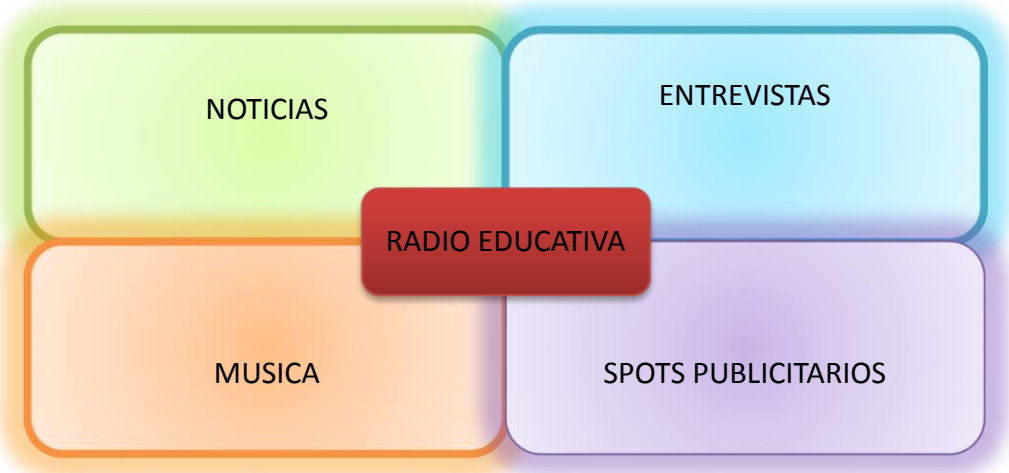 NOTICIAS
ENTREVISTAS
RADIO EDUCATIVA
MUSICA
SPOTS PUBLICITARIOS